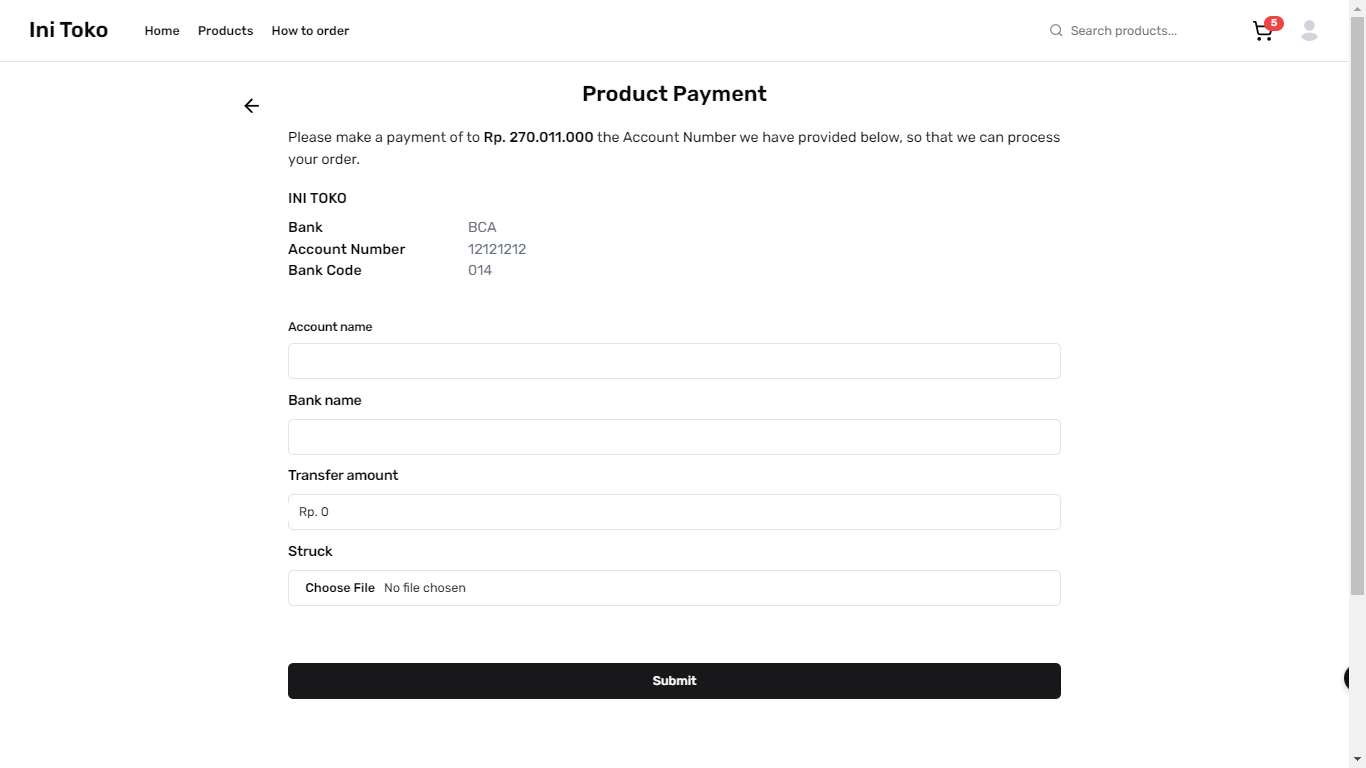 Ini Toko
Home
Products
How to order
Search products...
5
Product Payment
Please make a payment of to Rp. 270.011.000 the Account Number we have provided below, so that we can process
your order.
INI TOKO
Bank BCA
Account Number 12121212
Bank Code 014
Account name
Bank name
Transfer amount
Rp. 0
Struck
Choose File No file chosen
Submit